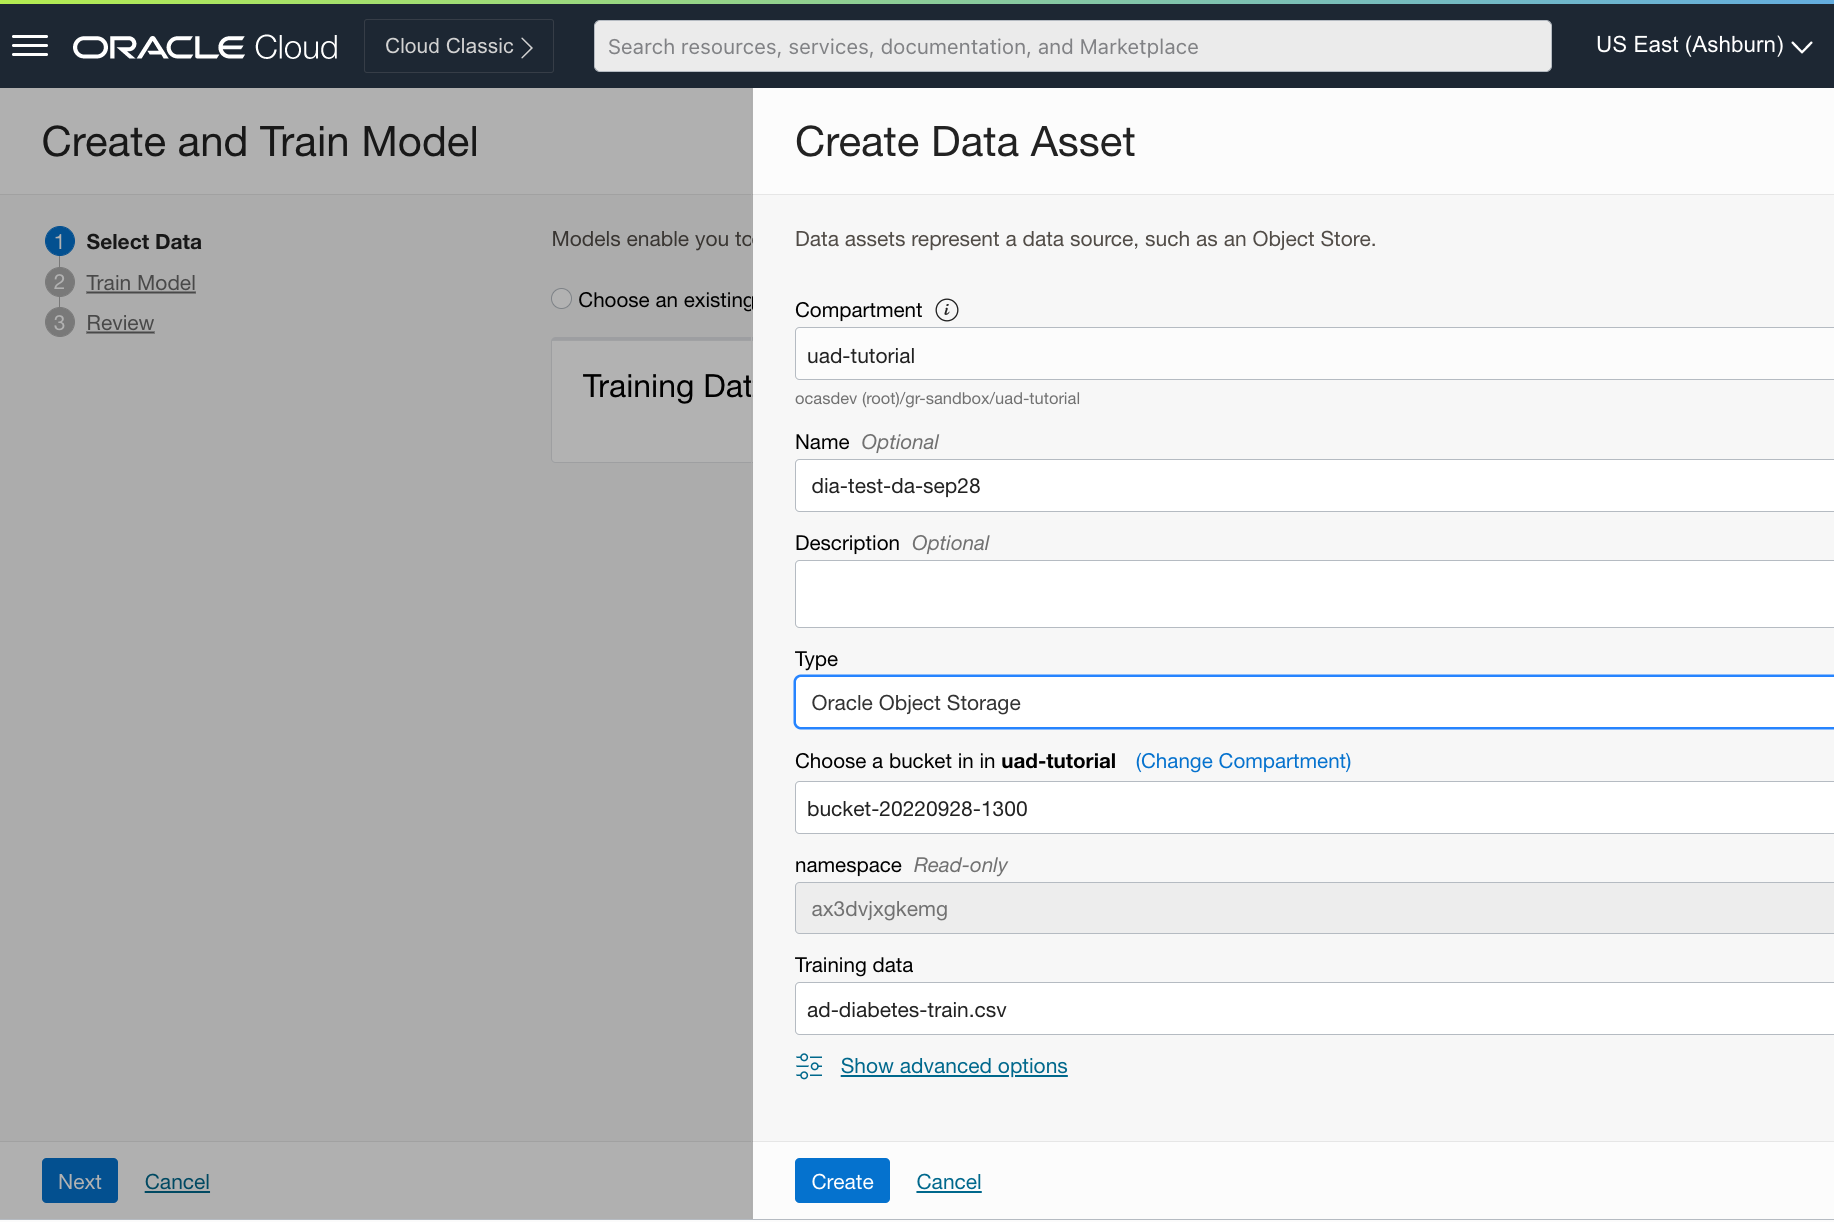 ORACLE Cloud
Cloud Classic
Search resources, services, documentation, and Marketplace
US East (Ashburn)
Create and Train Model
1 Select Data
2 Train Model
3 Review
Models enable you to
Choose an existing
Training Dat
Next
Cancel
Create Data Asset
Data assets represent a data source, such as an Object Store.
Compartment i
uad-tutorial
ocasdev (root)/gr-sandbox/uad-tutorial
Name Optional
dia-test-da-sep28
Description Optional
Type
Oracle Object Storage
Choose a bucket in in uad-tutorial (Change Compartment)
bucket-20220928-1300
namespace Read-only
ax3dvjxgkemg
Training data
ad-diabetes-train.csv
Show advanced options
Create
Cancel